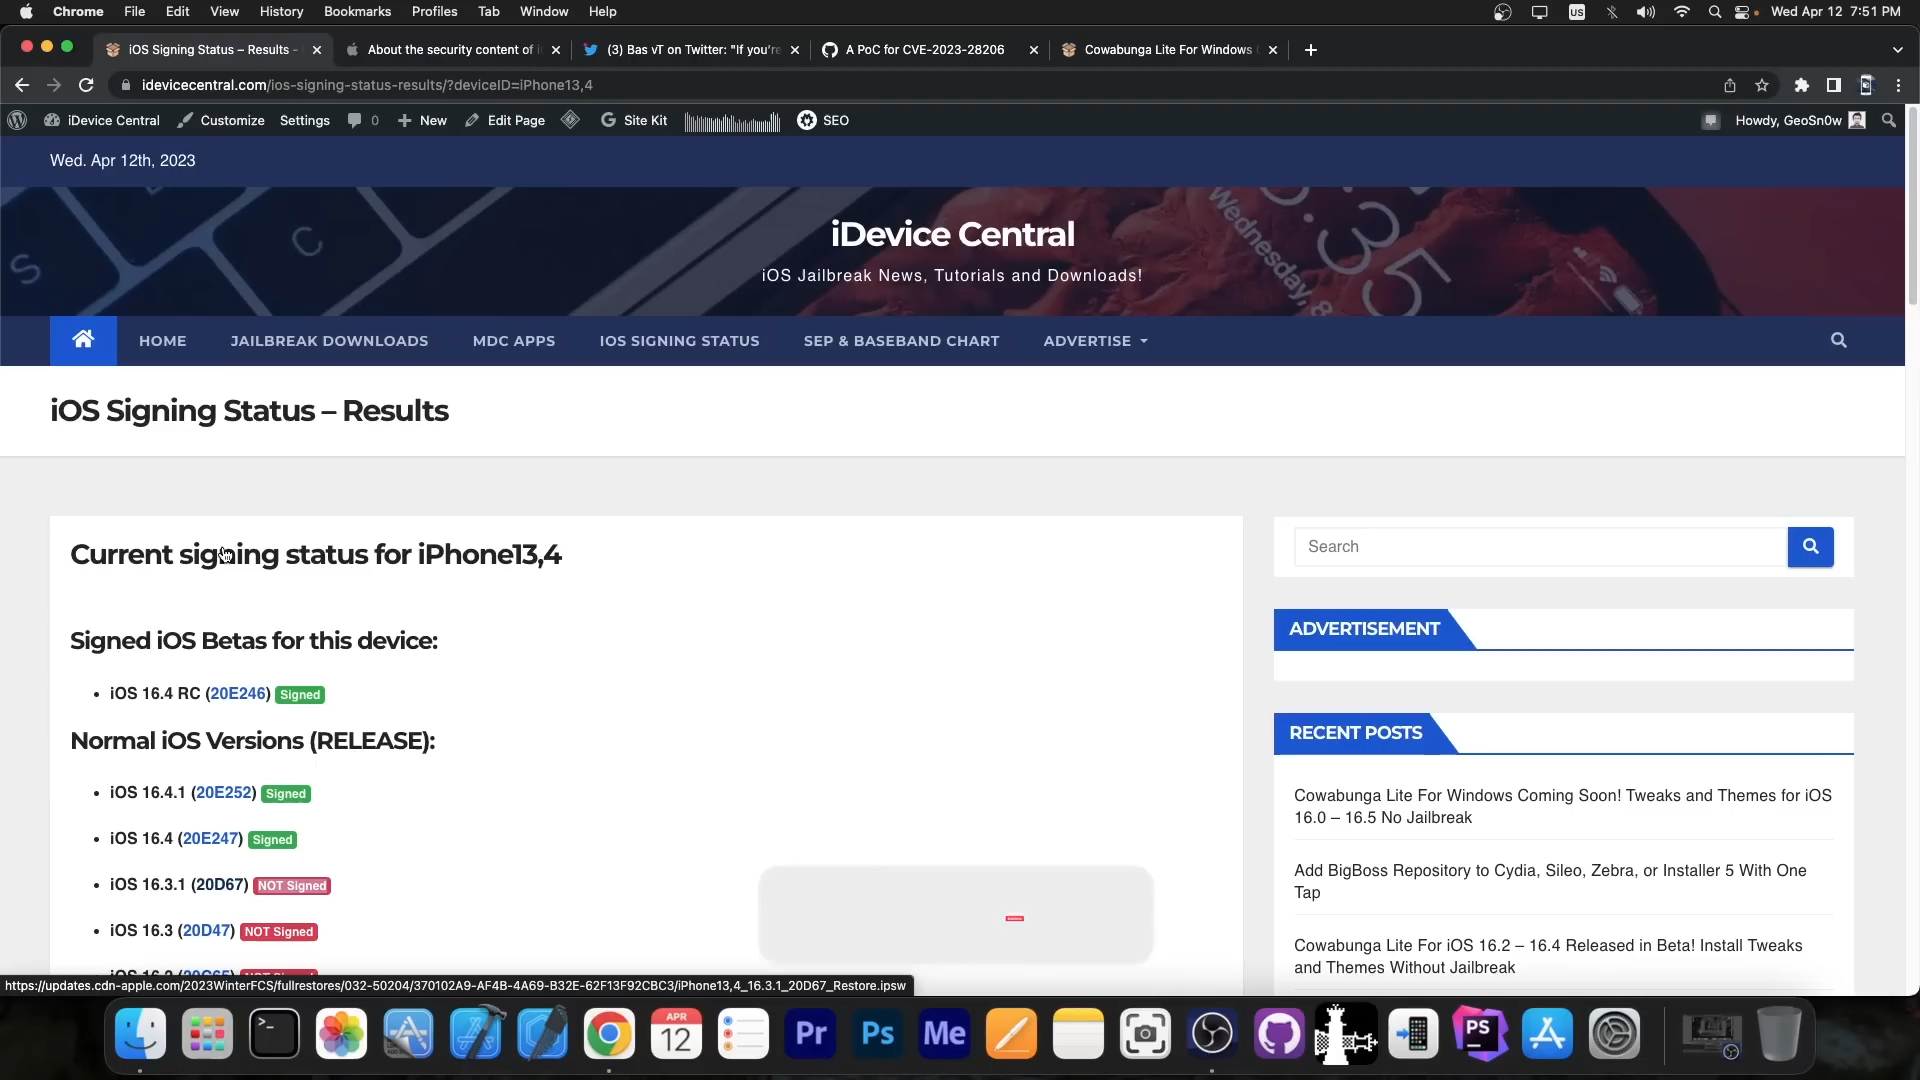 Chrome File Edit View History Bookmarks Profiles Tab Window Help US Wed Apr 12 7:51 PM
iOS Signing Status – Results - About the security content of i (3) Bas vT on Twitter: "If you're A PoC for CVE-2023-28206 Cowabunga Lite For Windows
idevicecentral.com/ios-signing-status-results/?deviceID=iPhone13,4
iDevice Central Customize Settings 0 New Edit Page Site Kit SEO Howdy, GeoSn0w
Wed. Apr 12th, 2023
iDevice Central
iOS Jailbreak News, Tutorials and Downloads!
HOME JAILBREAK DOWNLOADS MDC APPS IOS SIGNING STATUS SEP & BASEBAND CHART ADVERTISE
iOS Signing Status – Results
Current signing status for iPhone13,4
Signed iOS Betas for this device:
• iOS 16.4 RC (20E246) Signed
Normal iOS Versions (RELEASE):
• iOS 16.4.1 (20E252) Signed
• iOS 16.4 (20E247) Signed
• iOS 16.3.1 (20D67) NOT Signed
• iOS 16.3 (20D47) NOT Signed
Search
ADVERTISEMENT
RECENT POSTS
Cowabunga Lite For Windows Coming Soon! Tweaks and Themes for iOS
16.0 – 16.5 No Jailbreak
Add BigBoss Repository to Cydia, Sileo, Zebra, or Installer 5 With One
Tap
Cowabunga Lite For iOS 16.2 – 16.4 Released in Beta! Install Tweaks
and Themes Without Jailbreak
https://updates.cdn-apple.com/2023WinterFCS/fullrestores/032-50204/370102A9-AF4B-4A69-B32E-62F13F92CBC3/iPhone13,4_16.3.1_20D67_Restore.ipsw
APR
12
Pr Ps Me PS